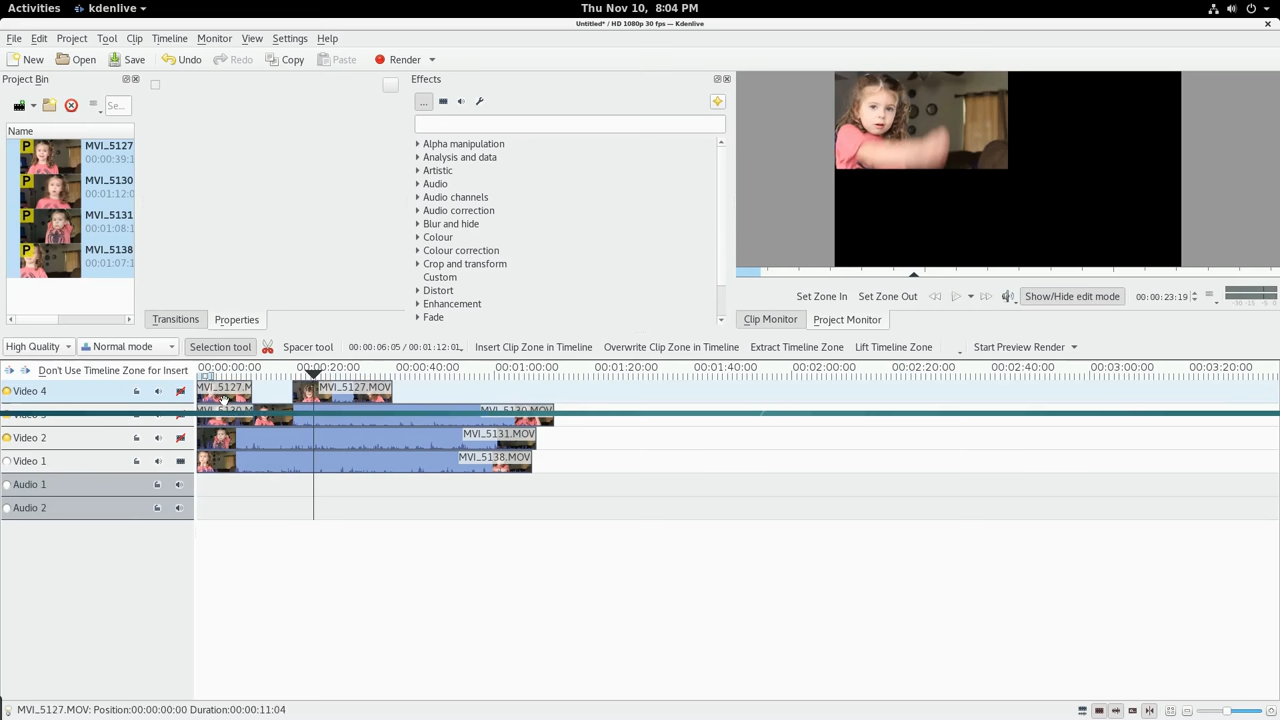 Activities kdenlive Thu Nov 10, 8:04 PM
Untitled* / HD 1080p 30 fps — Kdenlive
File Edit Project Tool Clip Timeline Monitor View Settings Help
New Open Save Undo Redo Copy Paste Render
Project Bin
Effects
Se...
...
Name
MVI_5127
00:00:39:1
MVI_5130
00:01:12:0
MVI_5131
00:01:08:1
MVI_5138
00:01:07:1
P
P
P
P
Alpha manipulation
Analysis and data
Artistic
Audio
Audio channels
Audio correction
Blur and hide
Colour
Colour correction
Crop and transform
Custom
Distort
Enhancement
Fade
Set Zone In Set Zone Out Show/Hide edit mode 00:00:23:19
Transitions Properties Clip Monitor Project Monitor
High Quality Normal mode Selection tool Spacer tool 00:00:06:05 / 00:01:12:01 Insert Clip Zone in Timeline Overwrite Clip Zone in Timeline Extract Timeline Zone Lift Timeline Zone Start Preview Render
Don't Use Timeline Zone for Insert 00:00:00:00 00:00:20:00 00:00:40:00 00:01:00:00 00:01:20:00 00:01:40:00 00:02:00:00 00:02:20:00 00:02:40:00 00:03:00:00 00:03:20:00
Video 4 MVI_5127.M MVI_5127.MOV
MVI_5130.MOV
Video 2 MVI_5131.MOV
Video 1 MVI_5138.MOV
Audio 1
Audio 2
MVI_5127.MOV: Position:00:00:00:00 Duration:00:00:11:04